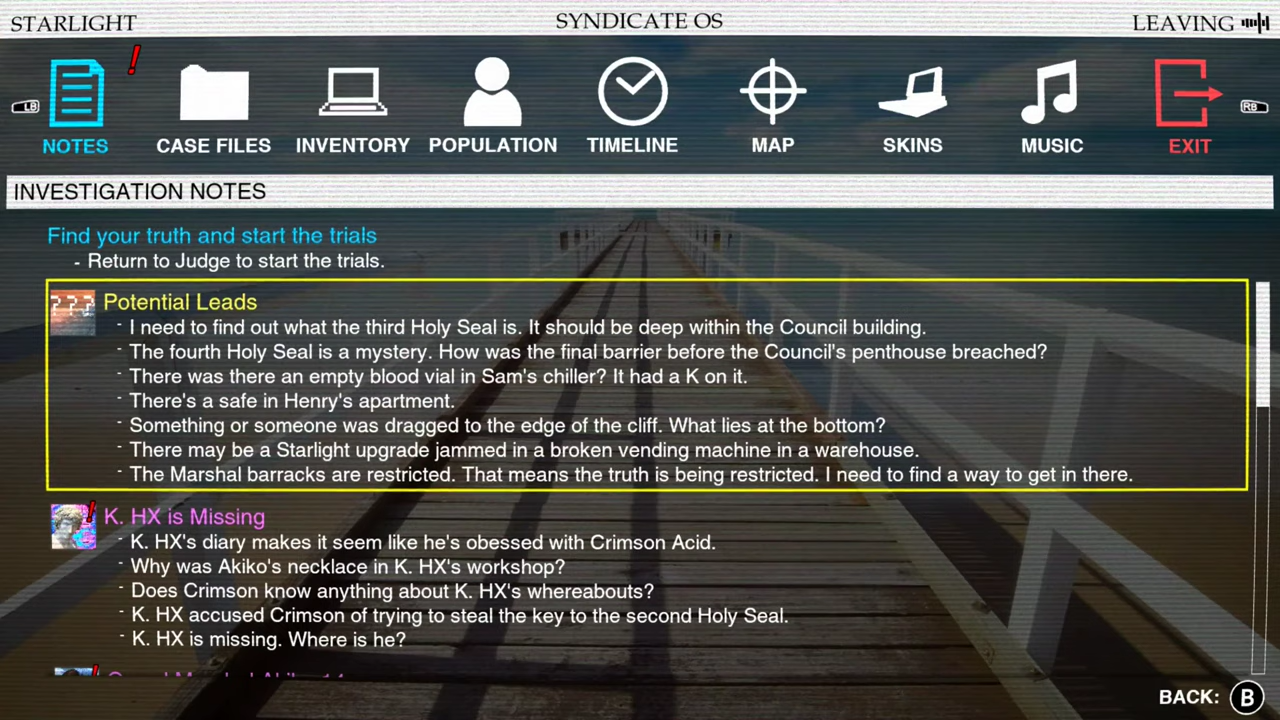 STARLIGHT
SYNDICATE OS
LEAVING
!
LB
NOTES
CASE FILES
INVENTORY
POPULATION
TIMELINE
MAP
SKINS
MUSIC
EXIT
RB
INVESTIGATION NOTES
Find your truth and start the trials
- Return to Judge to start the trials.
???
Potential Leads
- I need to find out what the third Holy Seal is. It should be deep within the Council building.
- The fourth Holy Seal is a mystery. How was the final barrier before the Council's penthouse breached?
- There was there an empty blood vial in Sam's chiller? It had a K on it.
- There's a safe in Henry's apartment.
- Something or someone was dragged to the edge of the cliff. What lies at the bottom?
- There may be a Starlight upgrade jammed in a broken vending machine in a warehouse.
- The Marshal barracks are restricted. That means the truth is being restricted. I need to find a way to get in there.
! K. HX is Missing
- K. HX's diary makes it seem like he's obessed with Crimson Acid.
- Why was Akiko's necklace in K. HX's workshop?
- Does Crimson know anything about K. HX's whereabouts?
- K. HX accused Crimson of trying to steal the key to the second Holy Seal.
- K. HX is missing. Where is he?
BACK: B